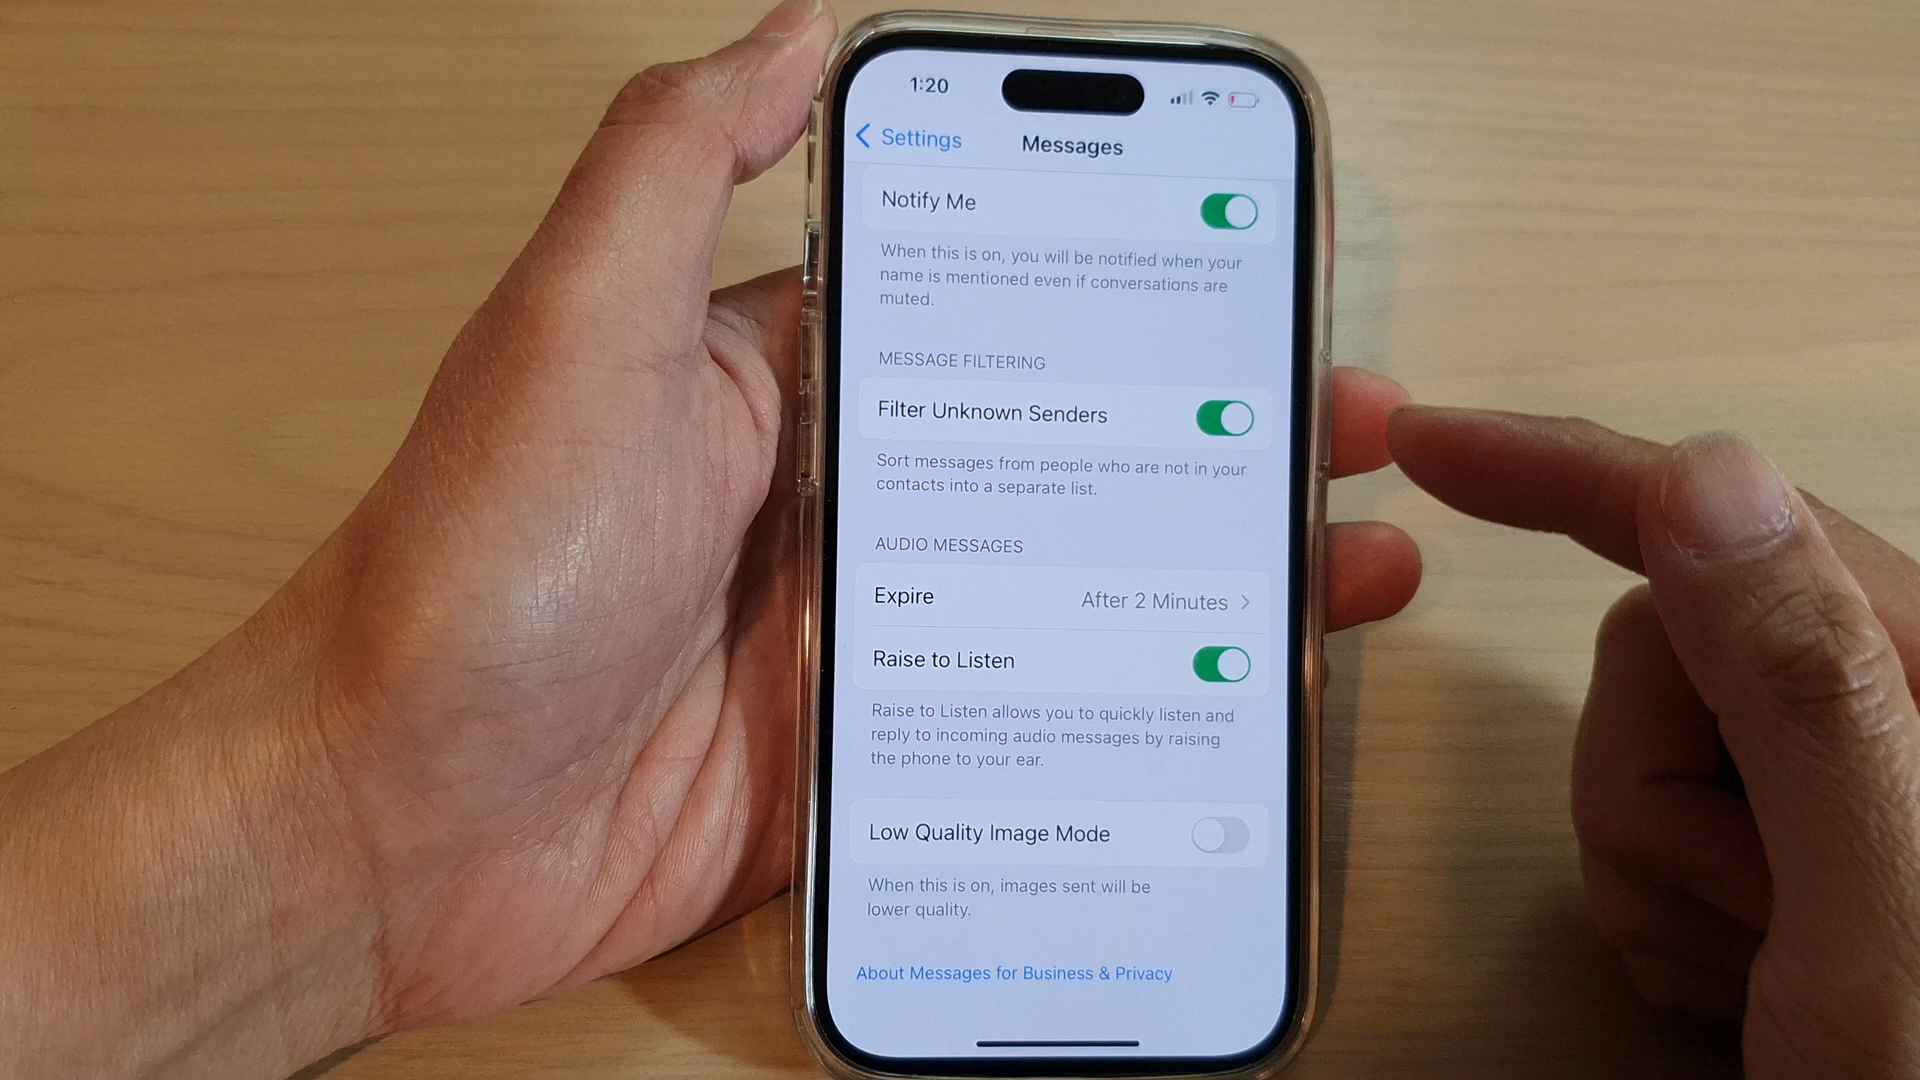 1:20
Settings
Messages
Notify Me
When this is on, you will be notified when your
name is mentioned even if conversations are
muted.
MESSAGE FILTERING
Filter Unknown Senders
Sort messages from people who are not in your
contacts into a separate list.
AUDIO MESSAGES
Expire After 2 Minutes
Raise to Listen
Raise to Listen allows you to quickly listen and
reply to incoming audio messages by raising
the phone to your ear.
Low Quality Image Mode
When this is on, images sent will be
lower quality.
About Messages for Business & Privacy